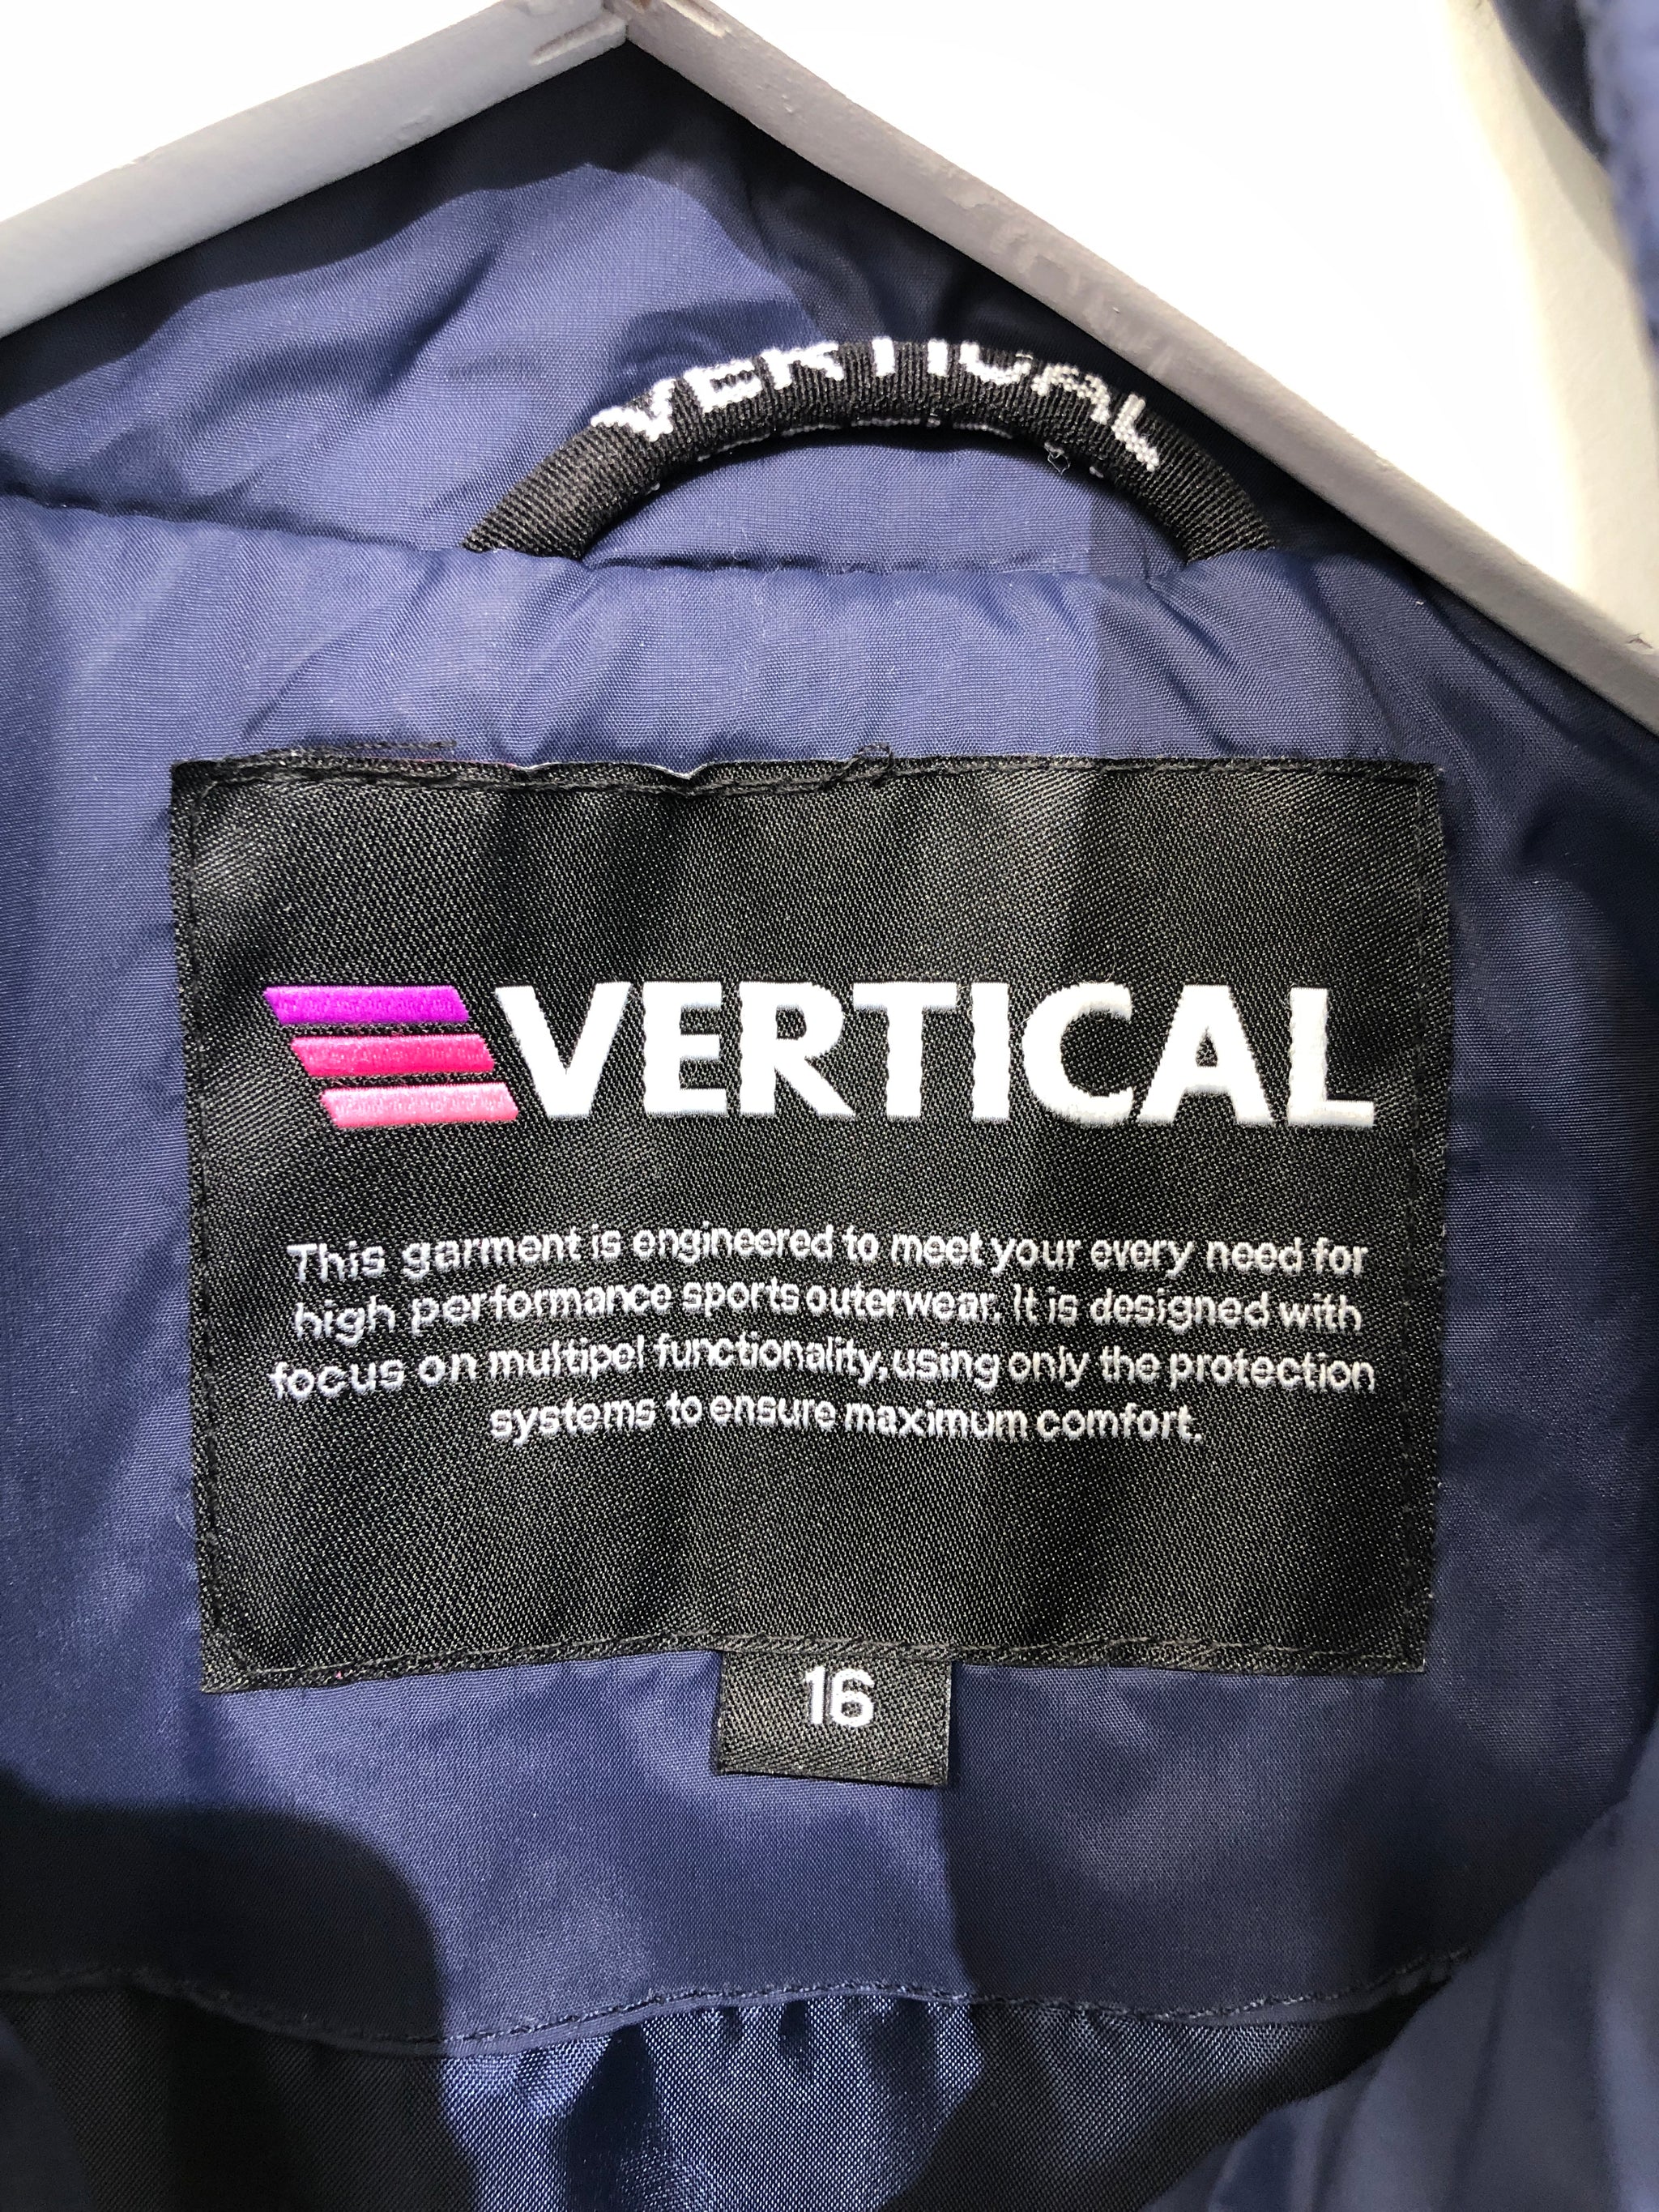 VERTICAL
VERTICAL
This garment is engineered to meet your every need for
high performance sports outerwear. It is designed with
focus on multipel functionality, using only the protection
systems to ensure maximum comfort.
16